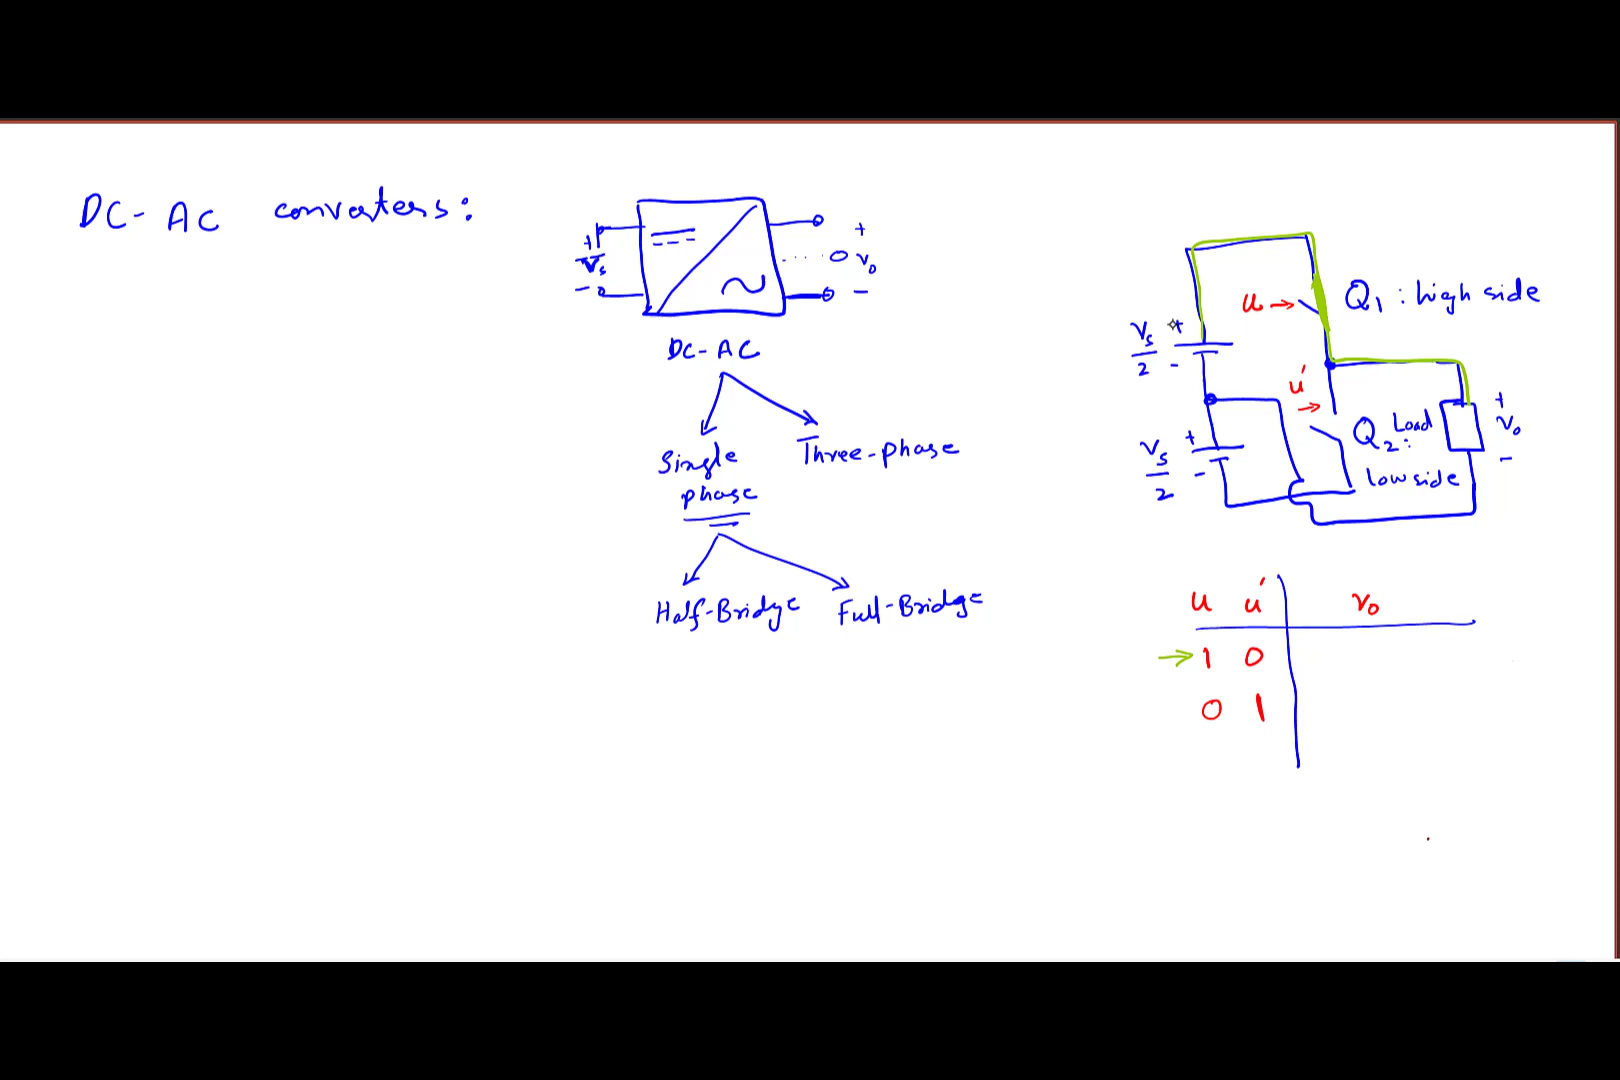 DC-AC converters:
+
Vs
-
+
vo
-
DC-AC
Single phase
Three-phase
Half-Bridge
Full-Bridge
u → Q1 : high side
Vs/2
+
-
u' →
Q2: low side
Load
+
vo
-
Vs/2
+
-
u u' vo
→ 1 0
0 1